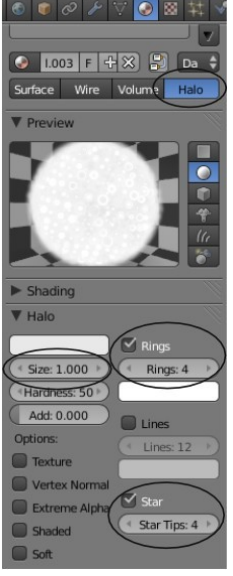 1.003 F Da
Surface Wire Volume Halo
Preview
Shading
Halo
Rings
Size: 1.000 Rings: 4
Hardness: 50
Add: 0.000 Lines
Options: Lines: 12
Texture
Vertex Normal
Extreme Alpha Star
Shaded Star Tips: 4
Soft